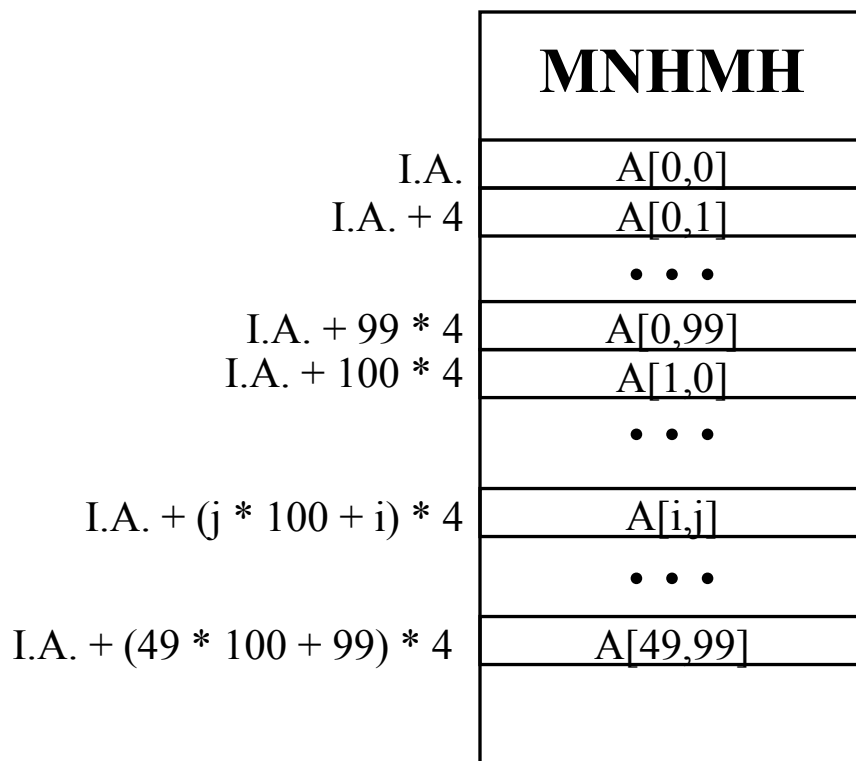 ΜΝΗΜΗ
I.A. A[0,0]
I.A. + 4 A[0,1]
• • •
I.A. + 99 * 4 A[0,99]
I.A. + 100 * 4 A[1,0]
• • •
I.A. + (j * 100 + i) * 4 A[i,j]
• • •
I.A. + (49 * 100 + 99) * 4 A[49,99]